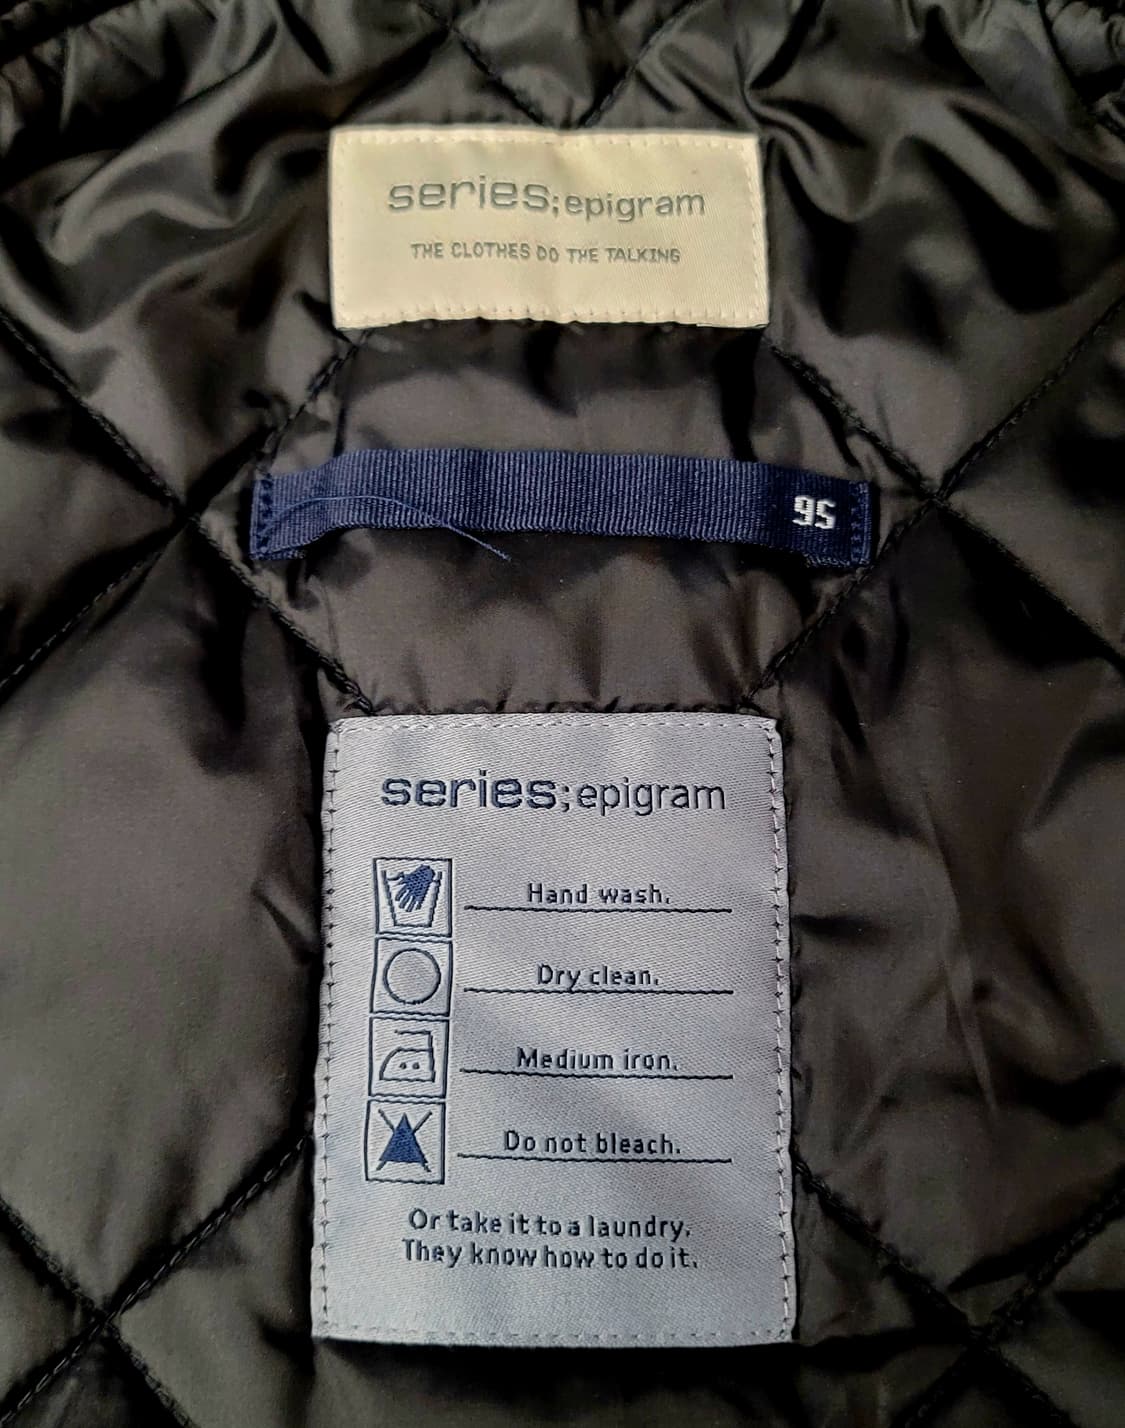 series;epigram
THE CLOTHES DO THE TALKING
95
series;epigram
Hand wash.
Dry clean.
Medium iron.
Do not bleach.
Or take it to a laundry.
They know how to do it.